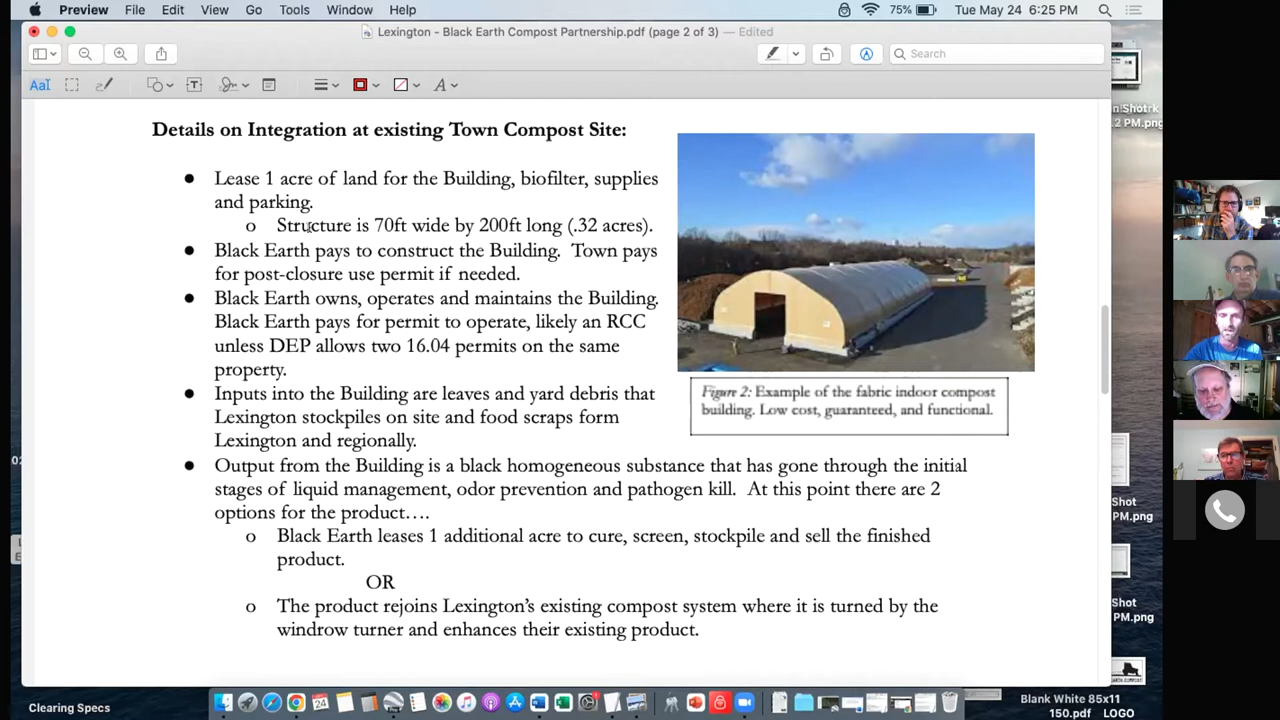 Preview File Edit View Go Tools Window Help 75% Tue May 24 6:25 PM
Lexington - Black Earth Compost Partnership.pdf (page 2 of 3) — Edited
Search
AaI
Details on Integration at existing Town Compost Site:
● Lease 1 acre of land for the Building, biofilter, supplies
and parking.
o Structure is 70ft wide by 200ft long (.32 acres).
● Black Earth pays to construct the Building. Town pays
for post-closure use permit if needed.
● Black Earth owns, operates and maintains the Building.
Black Earth pays for permit to operate, likely an RCC
unless DEP allows two 16.04 permits on the same
property.
● Inputs into the Building are leaves and yard debris that
Lexington stockpiles on site and food scraps form
Lexington and regionally.
Figure 2: Example of the fabric indoor compost
building. Low cost, guaranteed, and functional.
● Output from the Building is a black homogeneous substance that has gone through the initial
stages of liquid management, odor prevention and pathogen kill. At this point there are 2
options for the product.
o Black Earth leases 1 additional acre to cure, screen, stockpile and sell the finished
product.
OR
o The product rejoins Lexington's existing compost system where it is turned by the
windrow turner and enhances their existing product.
Shot
PM.png
Shot
PM.png
Clearing Specs
24
Blank White 85x11
150.pdf LOGO